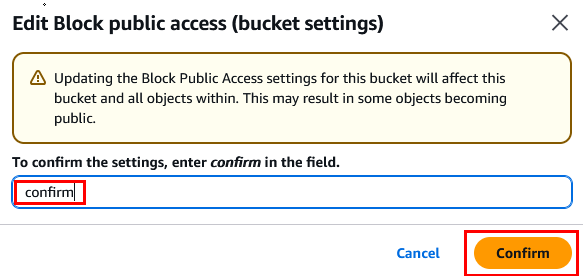 Edit Block public access (bucket settings)
Updating the Block Public Access settings for this bucket will affect this
bucket and all objects within. This may result in some objects becoming
public.
To confirm the settings, enter confirm in the field.
confirm
Cancel Confirm